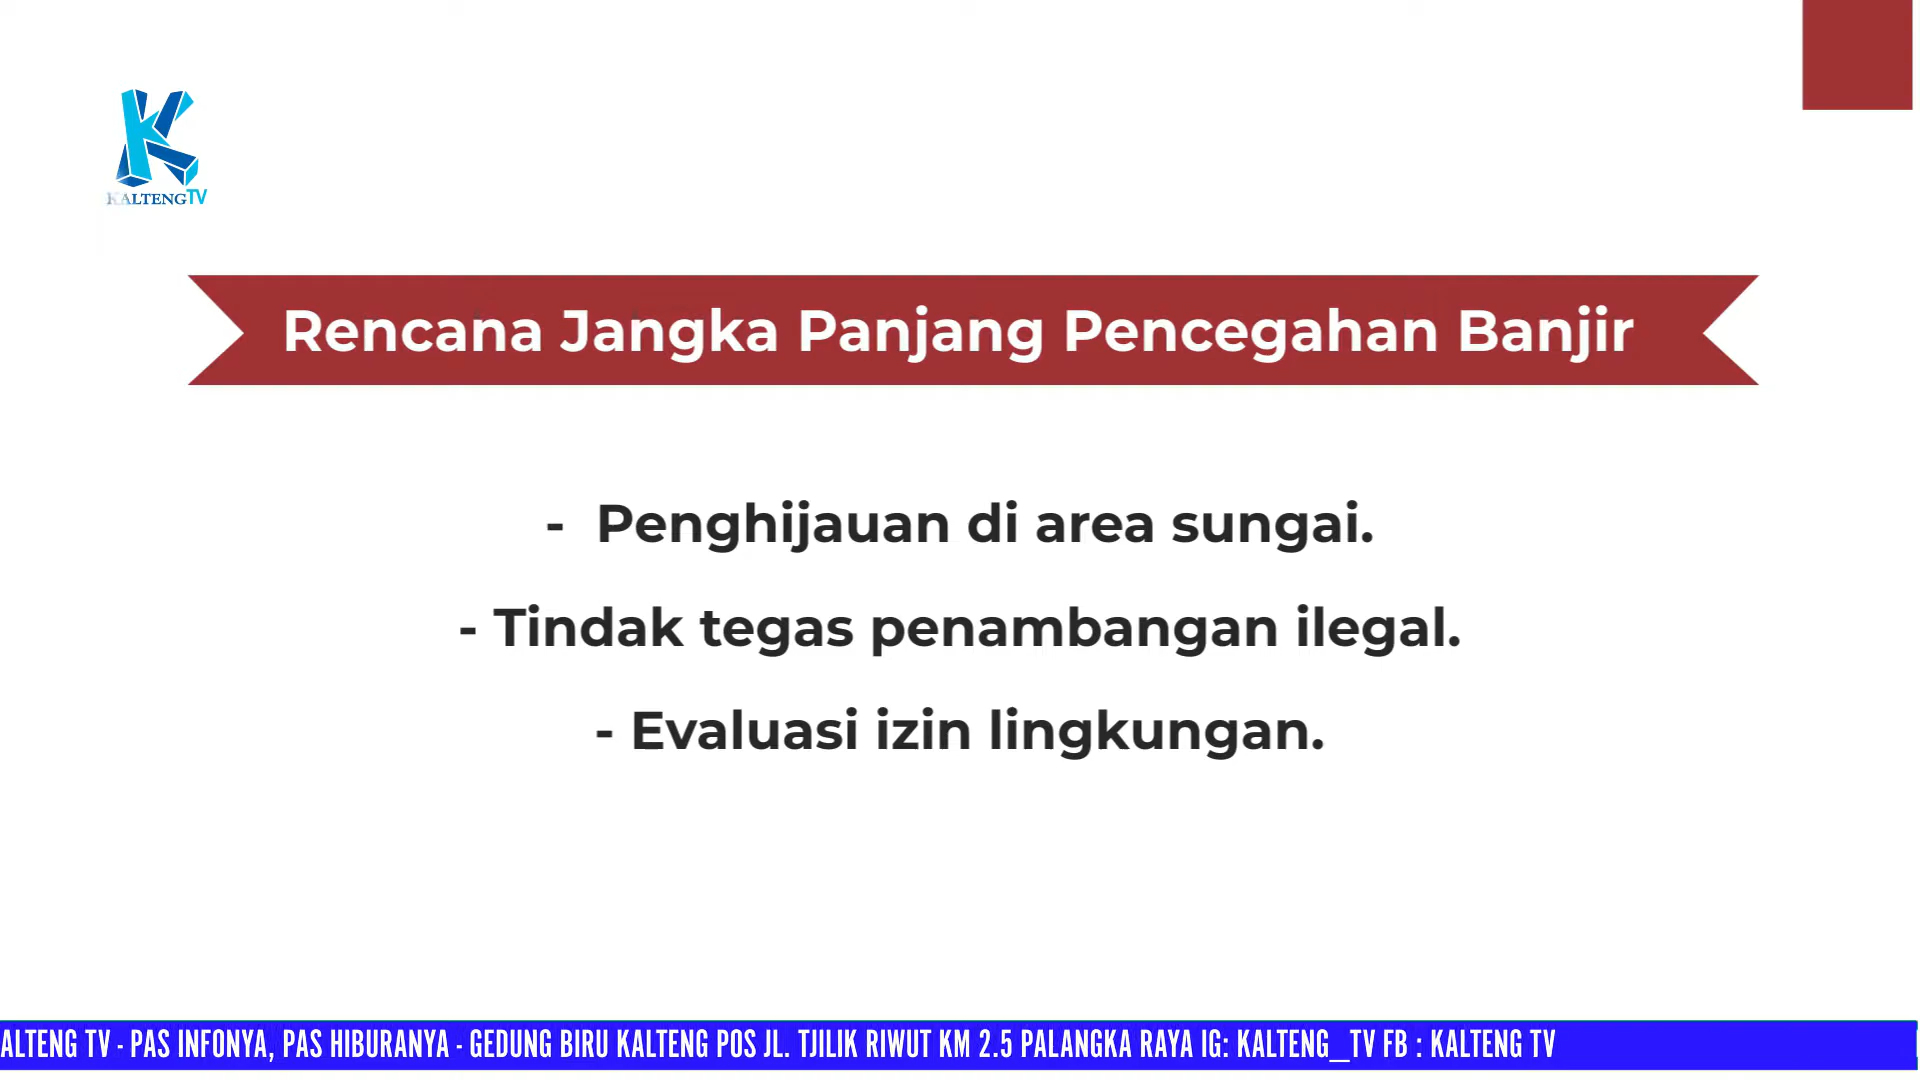 KALTENGTV
Rencana Jangka Panjang Pencegahan Banjir
- Penghijauan di area sungai.
- Tindak tegas penambangan ilegal.
- Evaluasi izin lingkungan.
ALTENG TV - PAS INFONYA, PAS HIBURANYA - GEDUNG BIRU KALTENG POS JL. TJILIK RIWUT KM 2.5 PALANGKA RAYA IG: KALTENG_TV FB : KALTENG TV